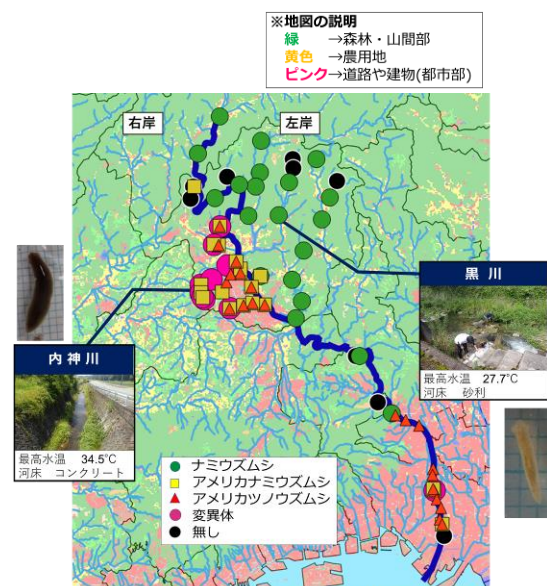 ※地図の説明
緑 →森林・山間部
黄色 →農用地
ピンク→道路や建物(都市部)
右岸
左岸
黒川
最高水温 27.7℃
河床 砂利
内神川
最高水温 34.5℃
河床 コンクリート
ナミウズムシ
アメリカナミウズムシ
アメリカツノウズムシ
変異体
無し